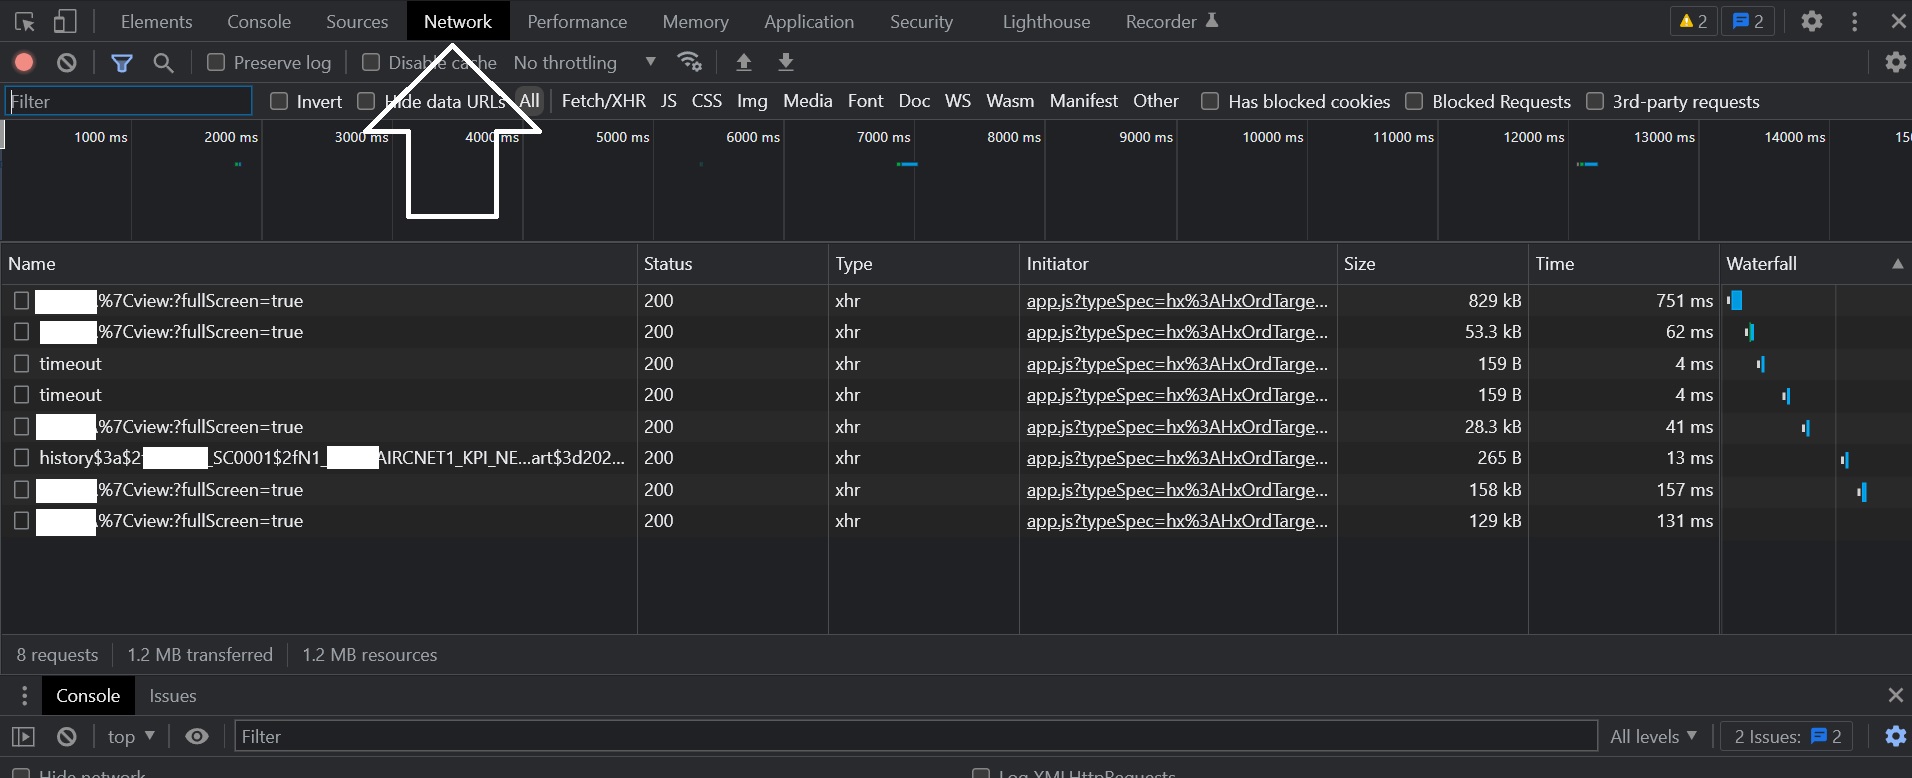 Elements Console Sources Network Performance Memory Application Security Lighthouse Recorder 2 2
Preserve log Disable cache No throttling
Filter Invert Hide data URLs All Fetch/XHR JS CSS Img Media Font Doc WS Wasm Manifest Other Has blocked cookies Blocked Requests 3rd-party requests
1000 ms 2000 ms 3000 ms 4000 ms 5000 ms 6000 ms 7000 ms 8000 ms 9000 ms 10000 ms 11000 ms 12000 ms 13000 ms 14000 ms
Name Status Type Initiator Size Time Waterfall
%7Cview:?fullScreen=true 200 xhr app.js?typeSpec=hx%3AHxOrdTarge... 829 kB 751 ms
%7Cview:?fullScreen=true 200 xhr app.js?typeSpec=hx%3AHxOrdTarge... 53.3 kB 62 ms
timeout 200 xhr app.js?typeSpec=hx%3AHxOrdTarge... 159 B 4 ms
timeout 200 xhr app.js?typeSpec=hx%3AHxOrdTarge... 159 B 4 ms
%7Cview:?fullScreen=true 200 xhr app.js?typeSpec=hx%3AHxOrdTarge... 28.3 kB 41 ms
history$3a$2 _SC0001$2fN1_ AIRCNET1_KPI_NE...art$3d202... 200 xhr app.js?typeSpec=hx%3AHxOrdTarge... 265 B 13 ms
%7Cview:?fullScreen=true 200 xhr app.js?typeSpec=hx%3AHxOrdTarge... 158 kB 157 ms
%7Cview:?fullScreen=true 200 xhr app.js?typeSpec=hx%3AHxOrdTarge... 129 kB 131 ms
8 requests 1.2 MB transferred 1.2 MB resources
Console Issues
top Filter All levels 2 Issues: 2
Hide network Log XMLHttpRequests